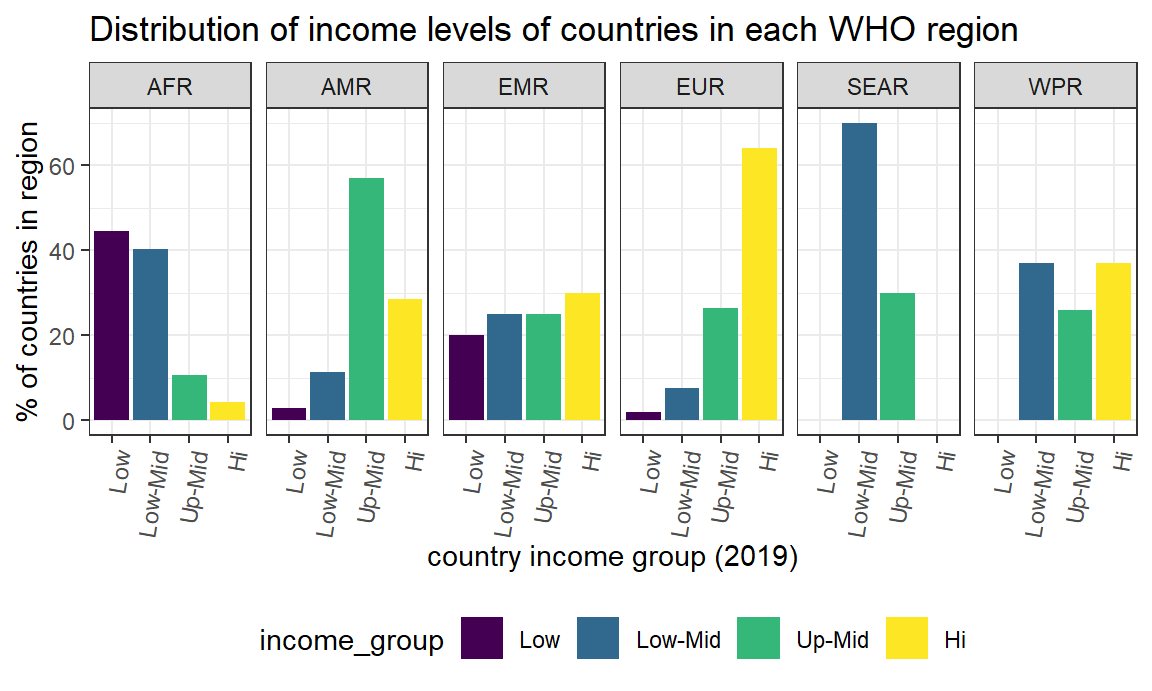 Distribution of income levels of countries in each WHO region
AFR AMR EMR EUR SEAR WPR
% of countries in region
60
40
20
0
Low Low-Mid Up-Mid Hi Low Low-Mid Up-Mid Hi Low Low-Mid Up-Mid Hi Low Low-Mid Up-Mid Hi Low Low-Mid Up-Mid Hi Low Low-Mid Up-Mid Hi
country income group (2019)
income_group Low Low-Mid Up-Mid Hi